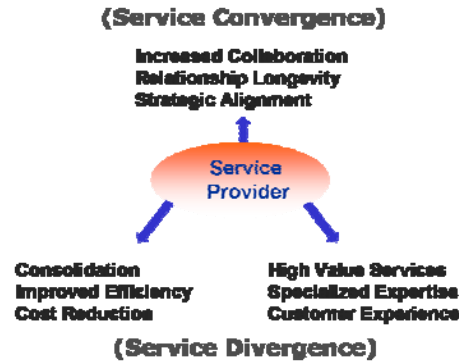 (Service Convergence)
Increased Collaboration
Relationship Longevity
Strategic Alignment
Service
Provider
Consolidation
Improved Efficiency
Cost Reduction
High Value Services
Specialized Expertise
Customer Experience
(Service Divergence)